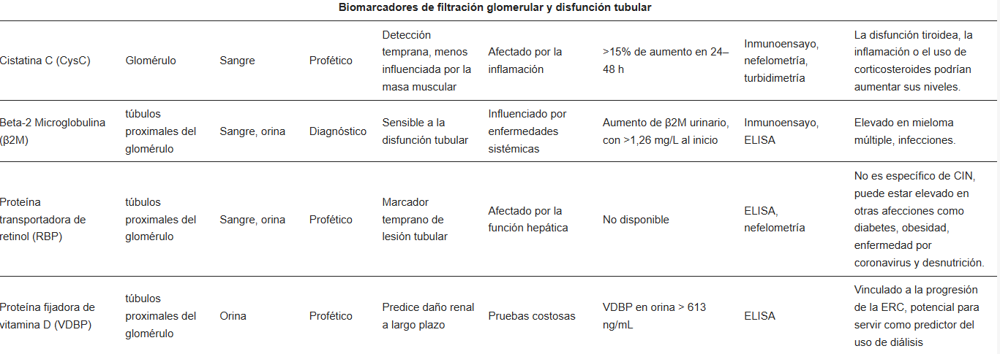 Biomarcadores de filtración glomerular y disfunción tubular
Cistatina C (CysC)
Glomérulo
Sangre
Profético
Detección
temprana, menos
influenciada por la
masa muscular
Afectado por la
inflamación
>15% de aumento en 24–
48 h
Inmunoensayo,
nefelometría,
turbidimetría
La disfunción tiroidea, la
inflamación o el uso de
corticosteroides podrían
aumentar sus niveles.
Beta-2 Microglobulina
(β2M)
túbulos
proximales del
glomérulo
Sangre, orina
Diagnóstico
Sensible a la
disfunción tubular
Influenciado por
enfermedades
sistémicas
Aumento de β2M urinario,
con >1,26 mg/L al inicio
Inmunoensayo,
ELISA
Elevado en mieloma
múltiple, infecciones.
Proteína
transportadora de
retinol (RBP)
túbulos
proximales del
glomérulo
Sangre, orina
Profético
Marcador
temprano de
lesión tubular
Afectado por la
función hepática
No disponible
ELISA,
nefelometría
No es específico de CIN,
puede estar elevado en
otras afecciones como
diabetes, obesidad,
enfermedad por
coronavirus y desnutrición.
Proteína fijadora de
vitamina D (VDBP)
túbulos
proximales del
glomérulo
Orina
Profético
Predice daño renal
a largo plazo
Pruebas costosas
VDBP en orina > 613
ng/mL
ELISA
Vinculado a la progresión
de la ERC, potencial para
servir como predictor del
uso de diálisis